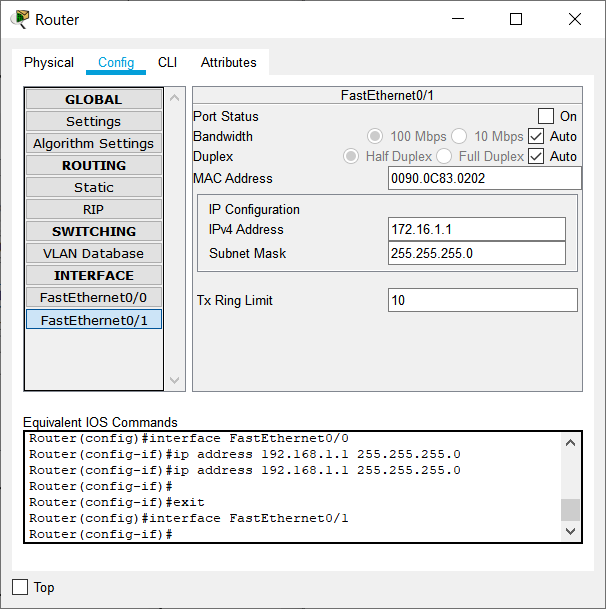 Router
Physical Config CLI Attributes
GLOBAL
Settings
Algorithm Settings
ROUTING
Static
RIP
SWITCHING
VLAN Database
INTERFACE
FastEthernet0/0
FastEthernet0/1
FastEthernet0/1
Port Status On
Bandwidth 100 Mbps 10 Mbps Auto
Duplex Half Duplex Full Duplex Auto
MAC Address 0090.0C83.0202
IP Configuration
IPv4 Address 172.16.1.1
Subnet Mask 255.255.255.0
Tx Ring Limit 10
Equivalent IOS Commands
Router(config)#interface FastEthernet0/0
Router(config-if)#ip address 192.168.1.1 255.255.255.0
Router(config-if)#ip address 192.168.1.1 255.255.255.0
Router(config-if)#
Router(config-if)#exit
Router(config)#interface FastEthernet0/1
Router(config-if)#
Top